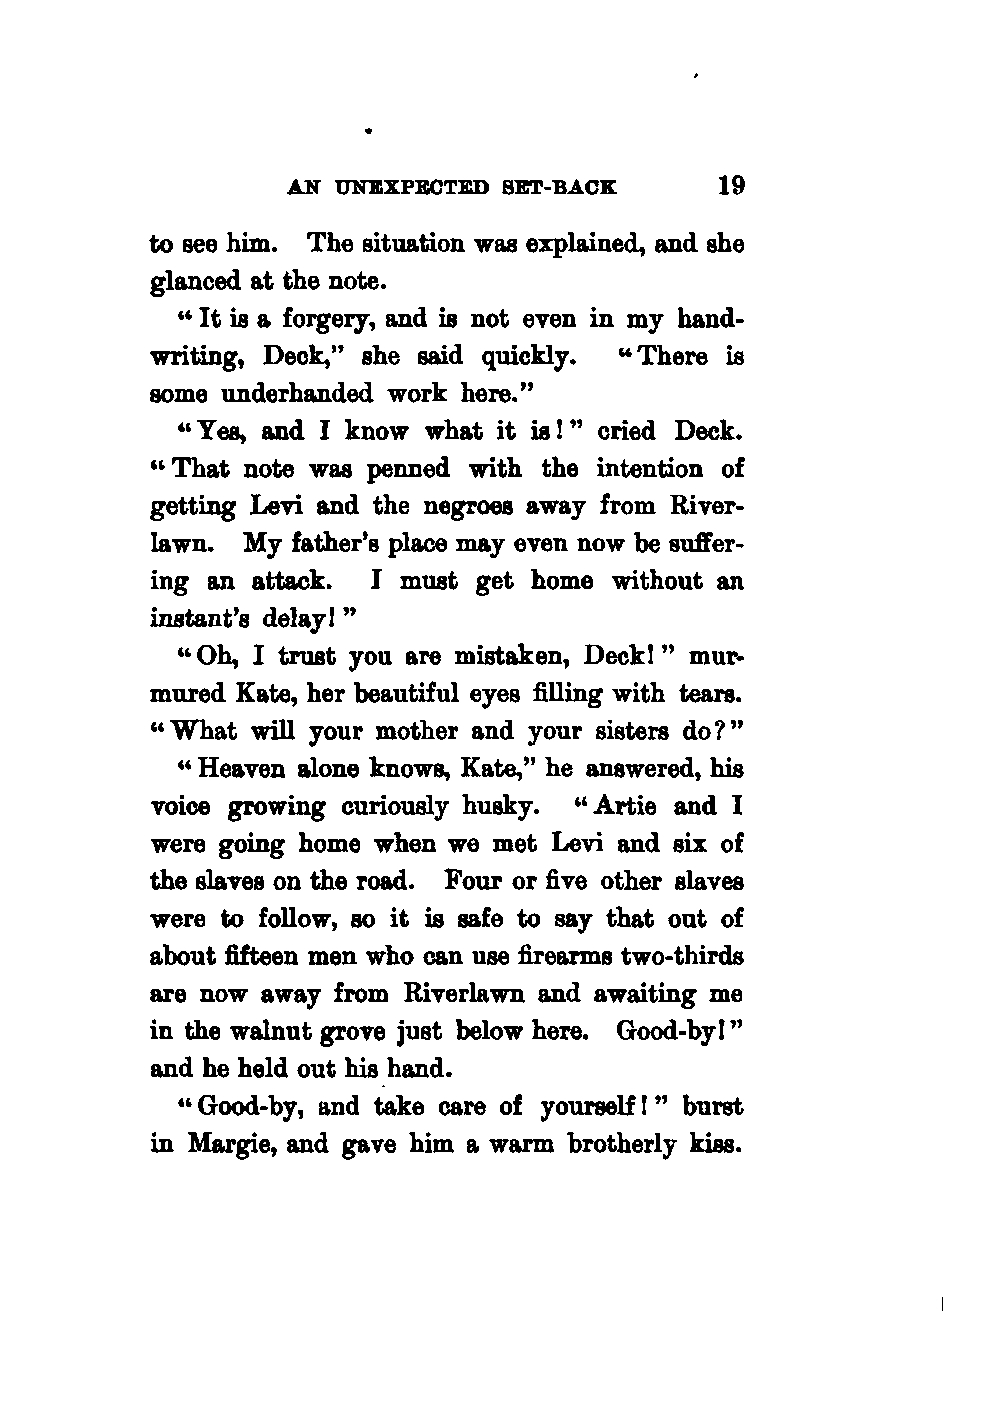 AN UNEXPECTED SET-BACK 19
to see him. The situation was explained, and she
glanced at the note.
“It is a forgery, and is not even in my hand-
writing, Deck,” she said quickly. “There is
some underhanded work here.”
“Yes, and I know what it is!” cried Deck.
“That note was penned with the intention of
getting Levi and the negroes away from River-
lawn. My father's place may even now be suffer-
ing an attack. I must get home without an
instant's delay!”
“Oh, I trust you are mistaken, Deck!” mur-
mured Kate, her beautiful eyes filling with tears.
“What will your mother and your sisters do?”
“Heaven alone knows, Kate,” he answered, his
voice growing curiously husky. “Artie and I
were going home when we met Levi and six of
the slaves on the road. Four or five other slaves
were to follow, so it is safe to say that out of
about fifteen men who can use firearms two-thirds
are now away from Riverlawn and awaiting me
in the walnut grove just below here. Good-by!”
and he held out his hand.
“Good-by, and take care of yourself!” burst
in Margie, and gave him a warm brotherly kiss.